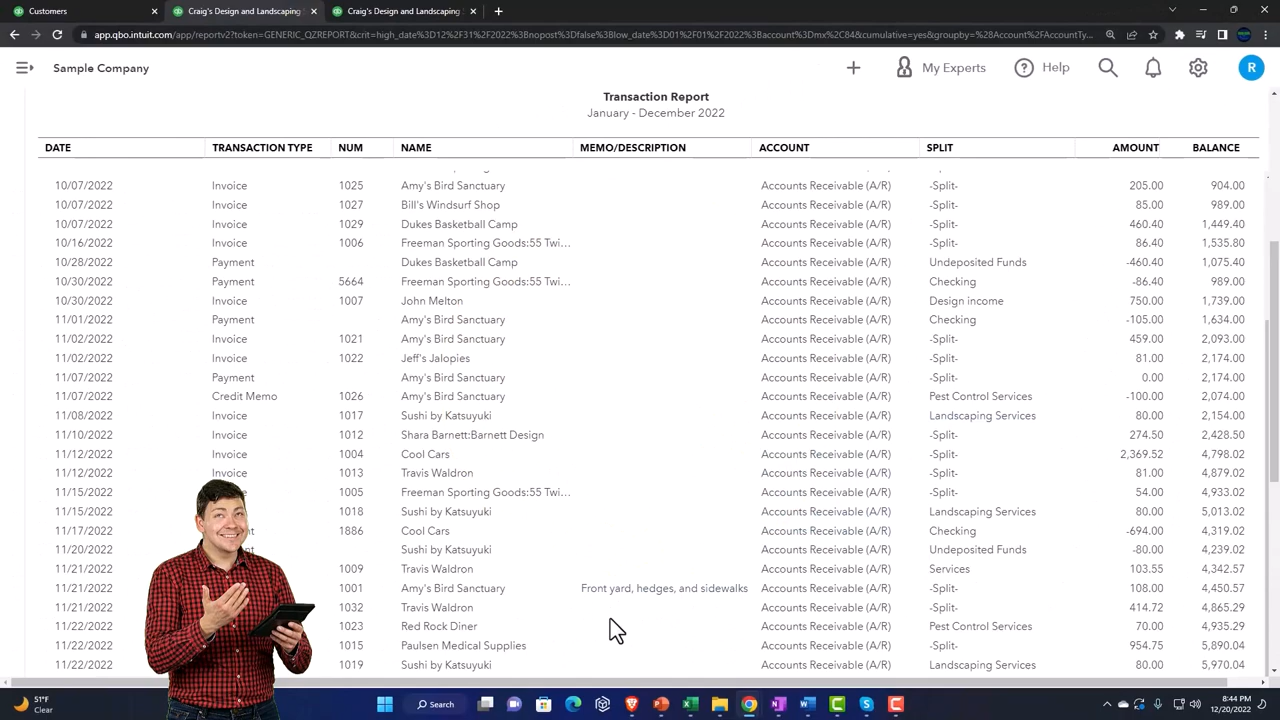 Customers
Craig's Design and Landscaping
Craig's Design and Landscaping
app.qbo.intuit.com/app/reportv2?token=GENERIC_QZREPORT&crit=high_date%3D12%2F31%2F2022%3Bnopost%3Dfalse%3Blow_date%3D01%2F01%2F2022%3Baccount%3Dmx%2C84&cumulative=yes&groupby=%28Account%28AccountTy...
Sample Company My Experts Help R
Transaction Report
January - December 2022
DATE TRANSACTION TYPE NUM NAME MEMO/DESCRIPTION ACCOUNT SPLIT AMOUNT BALANCE
10/07/2022 Invoice 1025 Amy's Bird Sanctuary Accounts Receivable (A/R) -Split- 205.00 904.00
10/07/2022 Invoice 1027 Bill's Windsurf Shop Accounts Receivable (A/R) -Split- 85.00 989.00
10/07/2022 Invoice 1029 Dukes Basketball Camp Accounts Receivable (A/R) -Split- 460.40 1,449.40
10/16/2022 Invoice 1006 Freeman Sporting Goods:55 Twi... Accounts Receivable (A/R) -Split- 86.40 1,535.80
10/28/2022 Payment Dukes Basketball Camp Accounts Receivable (A/R) Undeposited Funds -460.40 1,075.40
10/30/2022 Payment 5664 Freeman Sporting Goods:55 Twi... Accounts Receivable (A/R) Checking -86.40 989.00
10/30/2022 Invoice 1007 John Melton Accounts Receivable (A/R) Design income 750.00 1,739.00
11/01/2022 Payment Amy's Bird Sanctuary Accounts Receivable (A/R) Checking -105.00 1,634.00
11/02/2022 Invoice 1021 Amy's Bird Sanctuary Accounts Receivable (A/R) -Split- 459.00 2,093.00
11/02/2022 Invoice 1022 Jeff's Jalopies Accounts Receivable (A/R) -Split- 81.00 2,174.00
11/07/2022 Payment Amy's Bird Sanctuary Accounts Receivable (A/R) -Split- 0.00 2,174.00
11/07/2022 Credit Memo 1026 Amy's Bird Sanctuary Accounts Receivable (A/R) Pest Control Services -100.00 2,074.00
11/08/2022 Invoice 1017 Sushi by Katsuyuki Accounts Receivable (A/R) Landscaping Services 80.00 2,154.00
11/10/2022 Invoice 1012 Shara Barnett:Barnett Design Accounts Receivable (A/R) -Split- 274.50 2,428.50
11/12/2022 Invoice 1004 Cool Cars Accounts Receivable (A/R) -Split- 2,369.52 4,798.02
11/12/2022 Invoice 1013 Travis Waldron Accounts Receivable (A/R) -Split- 81.00 4,879.02
11/15/2022 1005 Freeman Sporting Goods:55 Twi... Accounts Receivable (A/R) -Split- 54.00 4,933.02
11/15/2022 1018 Sushi by Katsuyuki Accounts Receivable (A/R) Landscaping Services 80.00 5,013.02
11/17/2022 1886 Cool Cars Accounts Receivable (A/R) Checking -694.00 4,319.02
11/20/2022 Sushi by Katsuyuki Accounts Receivable (A/R) Undeposited Funds -80.00 4,239.02
11/21/2022 1009 Travis Waldron Accounts Receivable (A/R) Services 103.55 4,342.57
11/21/2022 1001 Amy's Bird Sanctuary Front yard, hedges, and sidewalks Accounts Receivable (A/R) -Split- 108.00 4,450.57
11/21/2022 1032 Travis Waldron Accounts Receivable (A/R) -Split- 414.72 4,865.29
11/22/2022 1023 Red Rock Diner Accounts Receivable (A/R) Pest Control Services 70.00 4,935.29
11/22/2022 1015 Paulsen Medical Supplies Accounts Receivable (A/R) -Split- 954.75 5,890.04
11/22/2022 1019 Sushi by Katsuyuki Accounts Receivable (A/R) Landscaping Services 80.00 5,970.04
51°F
Clear
Search
8:44 PM
12/20/2022